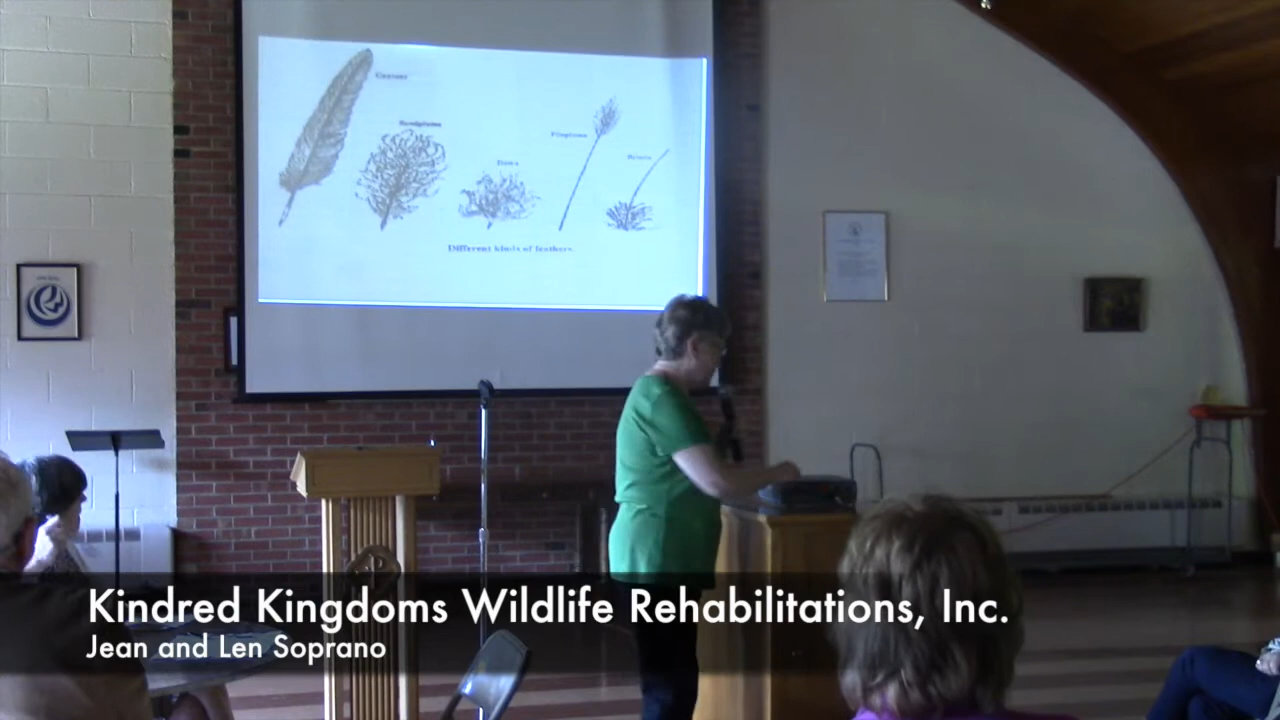 Contour
Semiplume
Filoplume
Down
Bristle
Different kinds of feathers.
Kindred Kingdoms Wildlife Rehabilitations, Inc.
Jean and Len Soprano